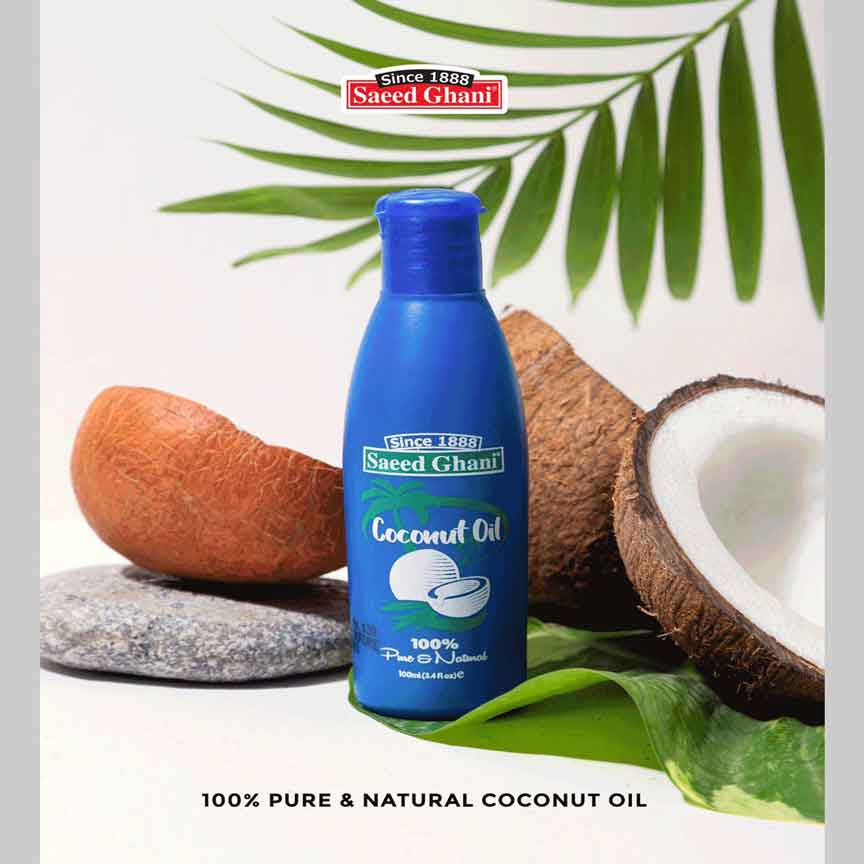 Since 1888
Saeed Ghani®
Since 1888
Saeed Ghani
Coconut Oil
100%
Pure & Natural
100ml (3.4 fl oz) e
100% PURE & NATURAL COCONUT OIL